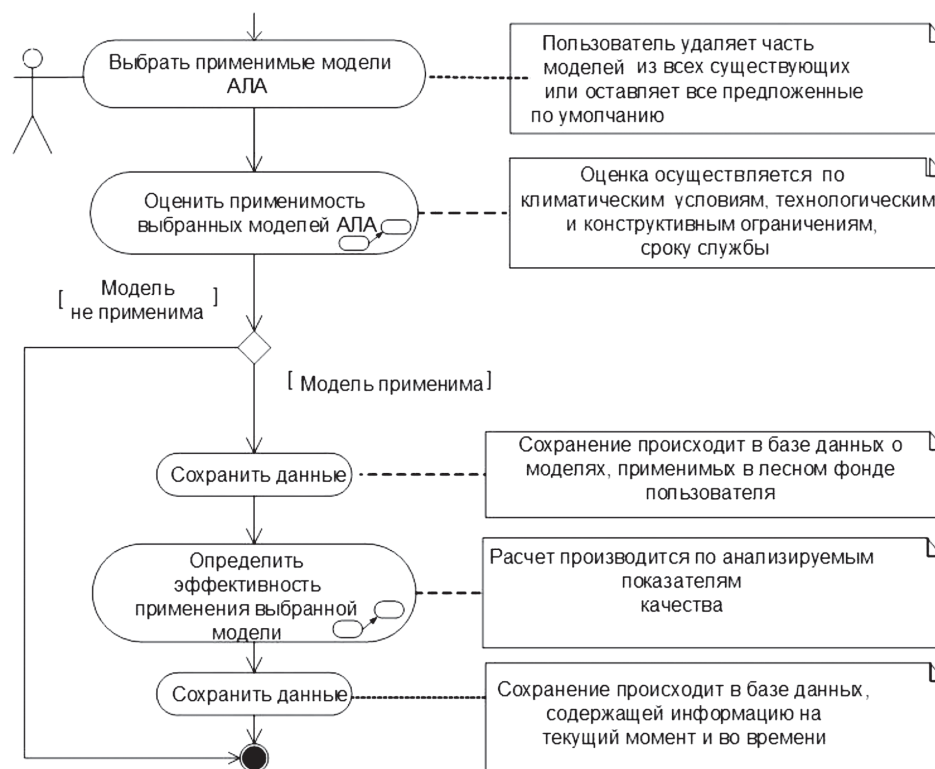 Выбрать применимые модели
АЛА
Пользователь удаляет часть
моделей из всех существующих
или оставляет все предложенные
по умолчанию
Оценить применимость
выбранных моделей АЛА
Оценка осуществляется по
климатическим условиям, технологическим
и конструктивным ограничениям,
сроку службы
[ Модель ]
не применима
[ Модель применима]
Сохранить данные
Сохранение происходит в базе данных о
моделях, применимых в лесном фонде
пользователя
Определить
эффективность
применения выбранной
модели
Расчет производится по анализируемым
показателям
качества
Сохранить данные
Сохранение происходит в базе данных,
содержащей информацию на
текущий момент и во времени